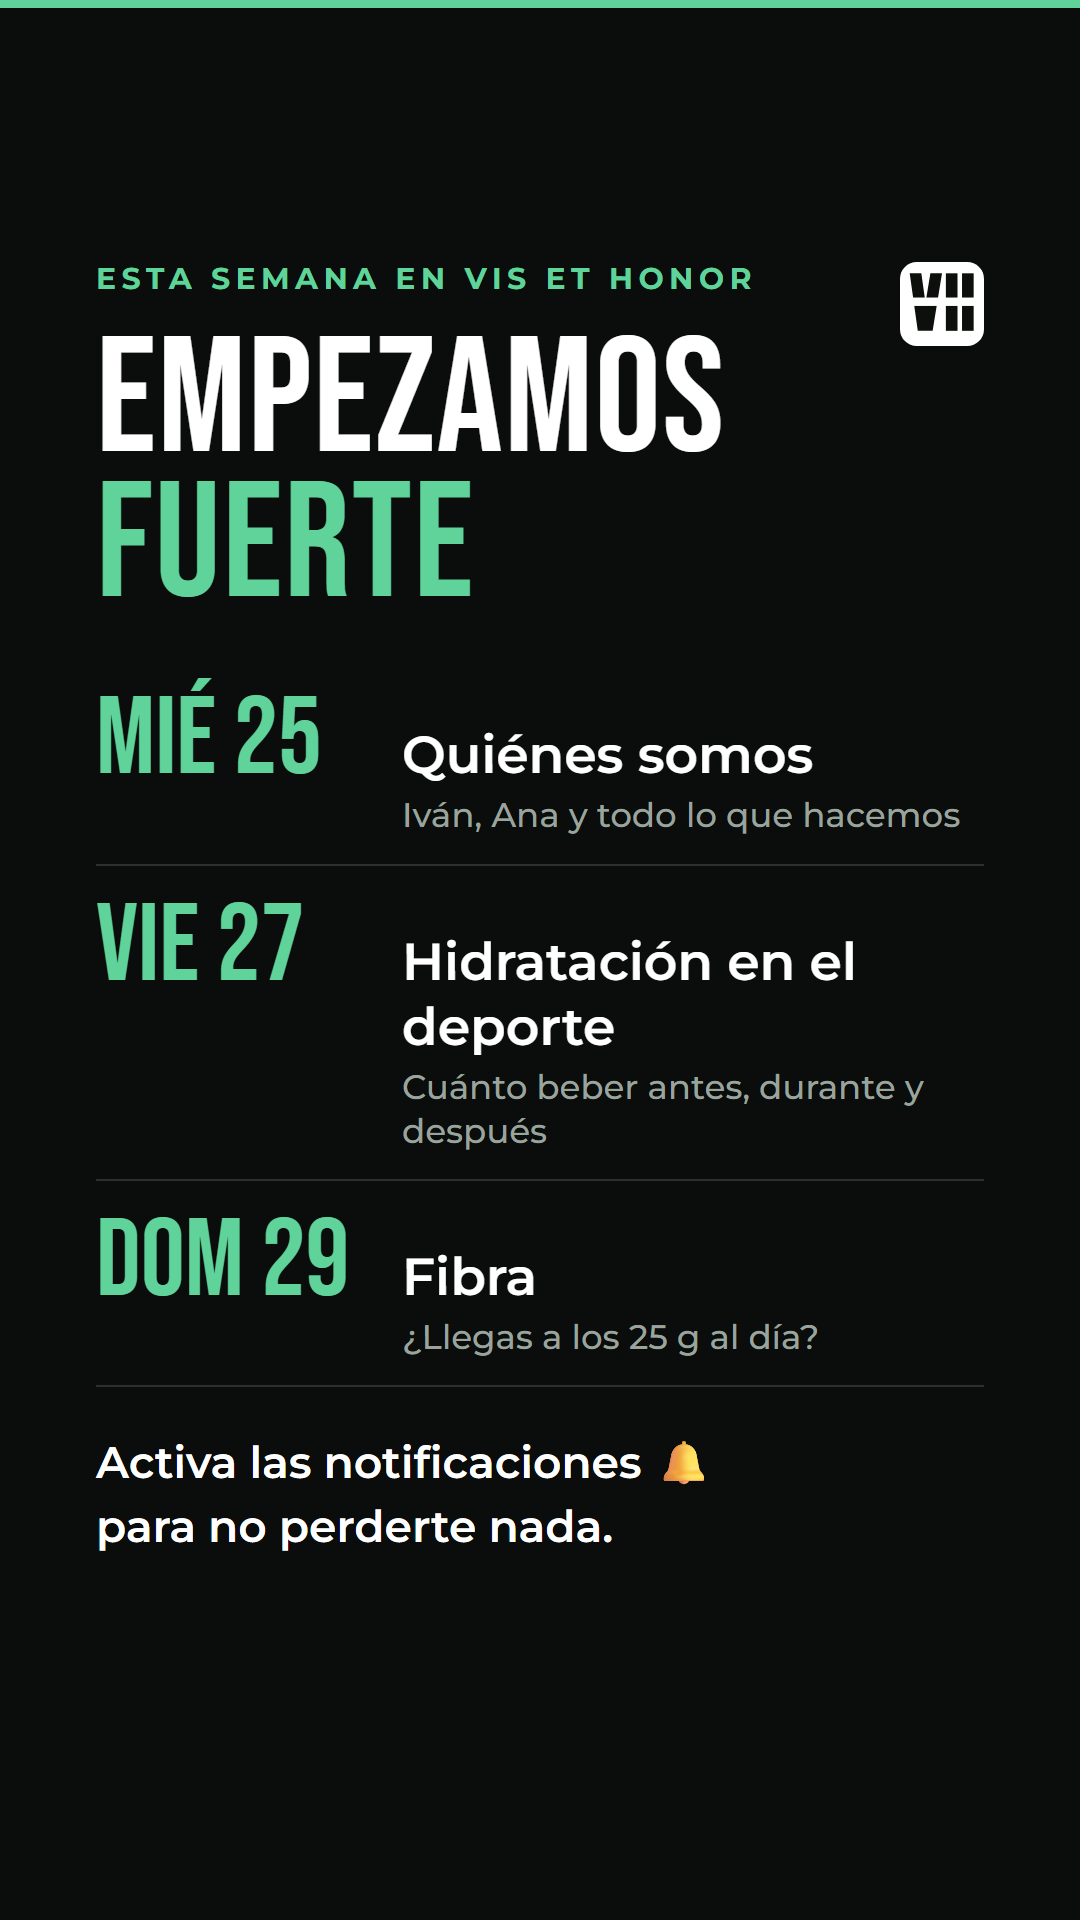 ESTA SEMANA EN VIS ET HONOR
EMPEZAMOS
FUERTE
MIÉ 25
Quiénes somos
Iván, Ana y todo lo que hacemos
VIE 27
Hidratación en el
deporte
Cuánto beber antes, durante y
después
DOM 29
Fibra
¿Llegas a los 25 g al día?
Activa las notificaciones 🔔
para no perderte nada.